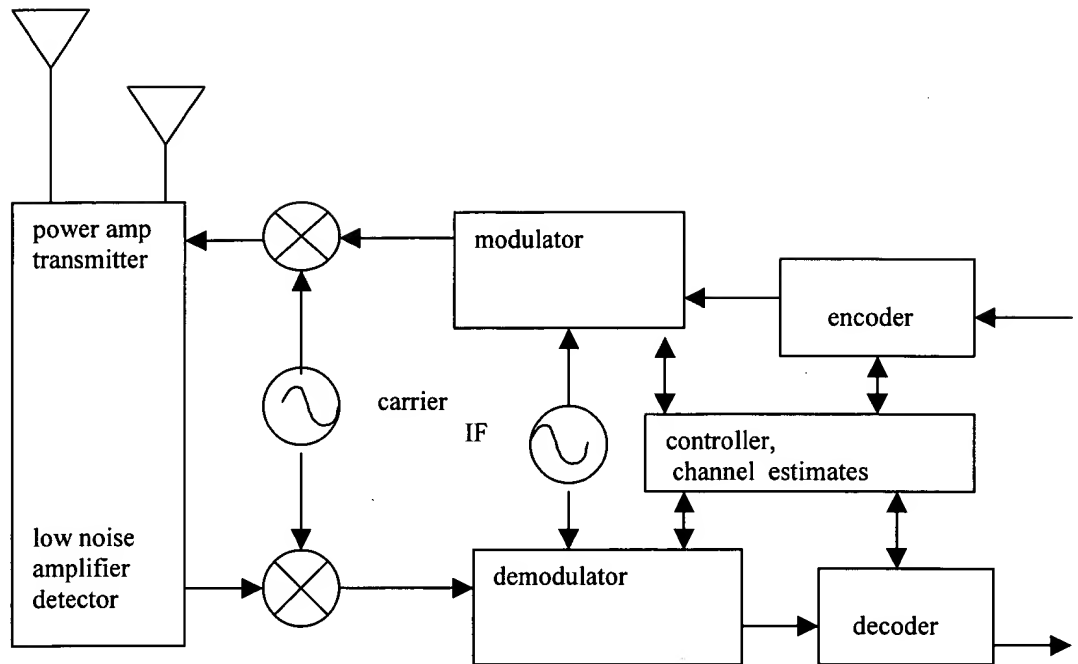 power amp
transmitter
modulator
encoder
carrier
IF
controller,
channel estimates
low noise
amplifier
detector
demodulator
decoder